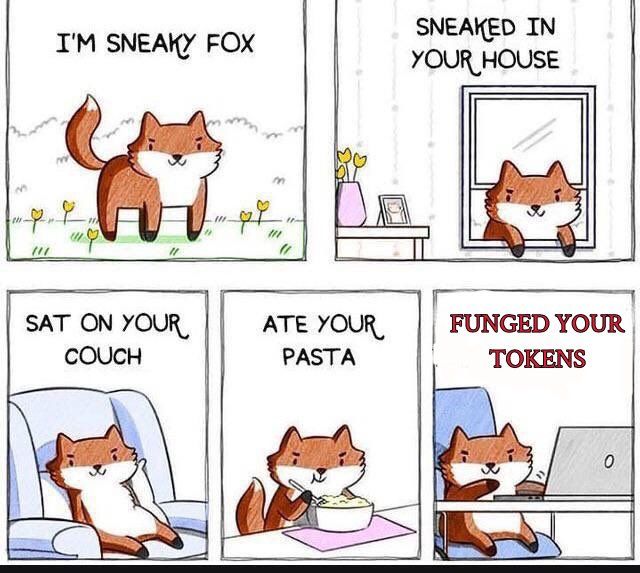 I'M SNEAKY FOX
SNEAKED IN
YOUR HOUSE
SAT ON YOUR
COUCH
ATE YOUR
PASTA
FUNGED YOUR
TOKENS